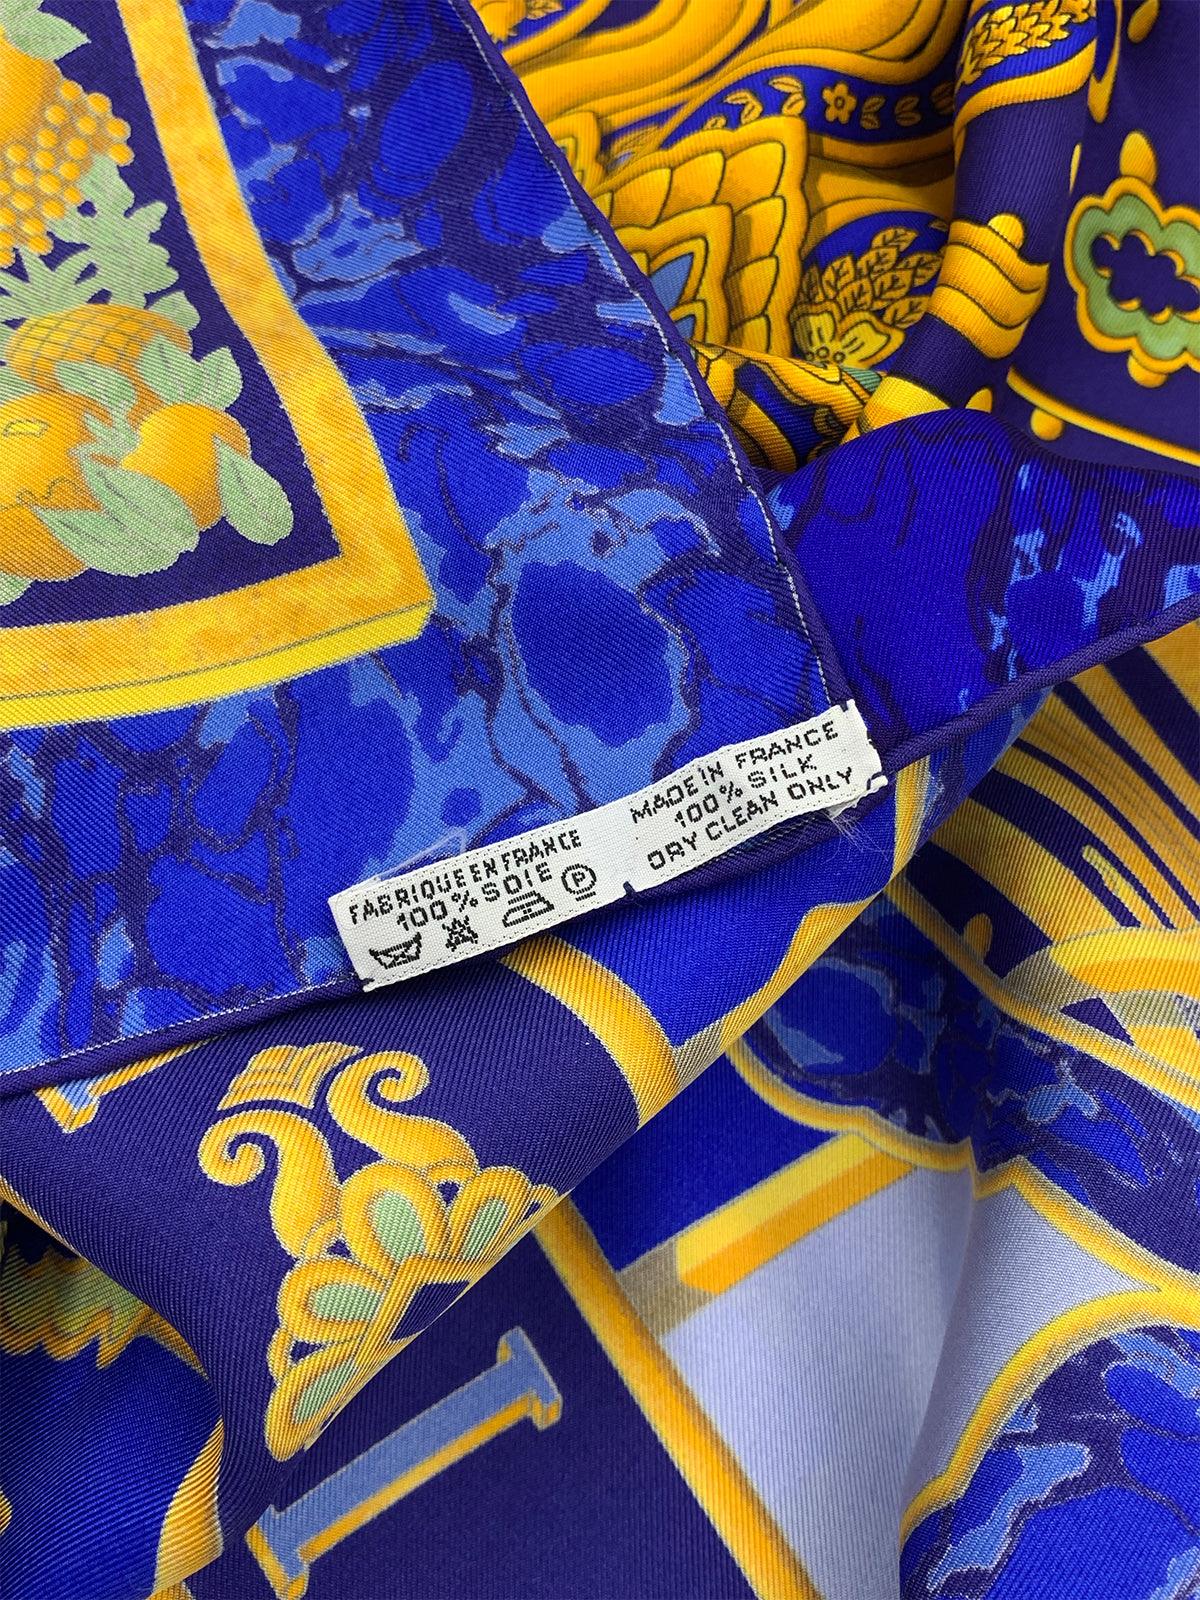 FABRIQUE EN FRANCE
100% SOIE
P
MADE IN FRANCE
100% SILK
DRY CLEAN ONLY
I